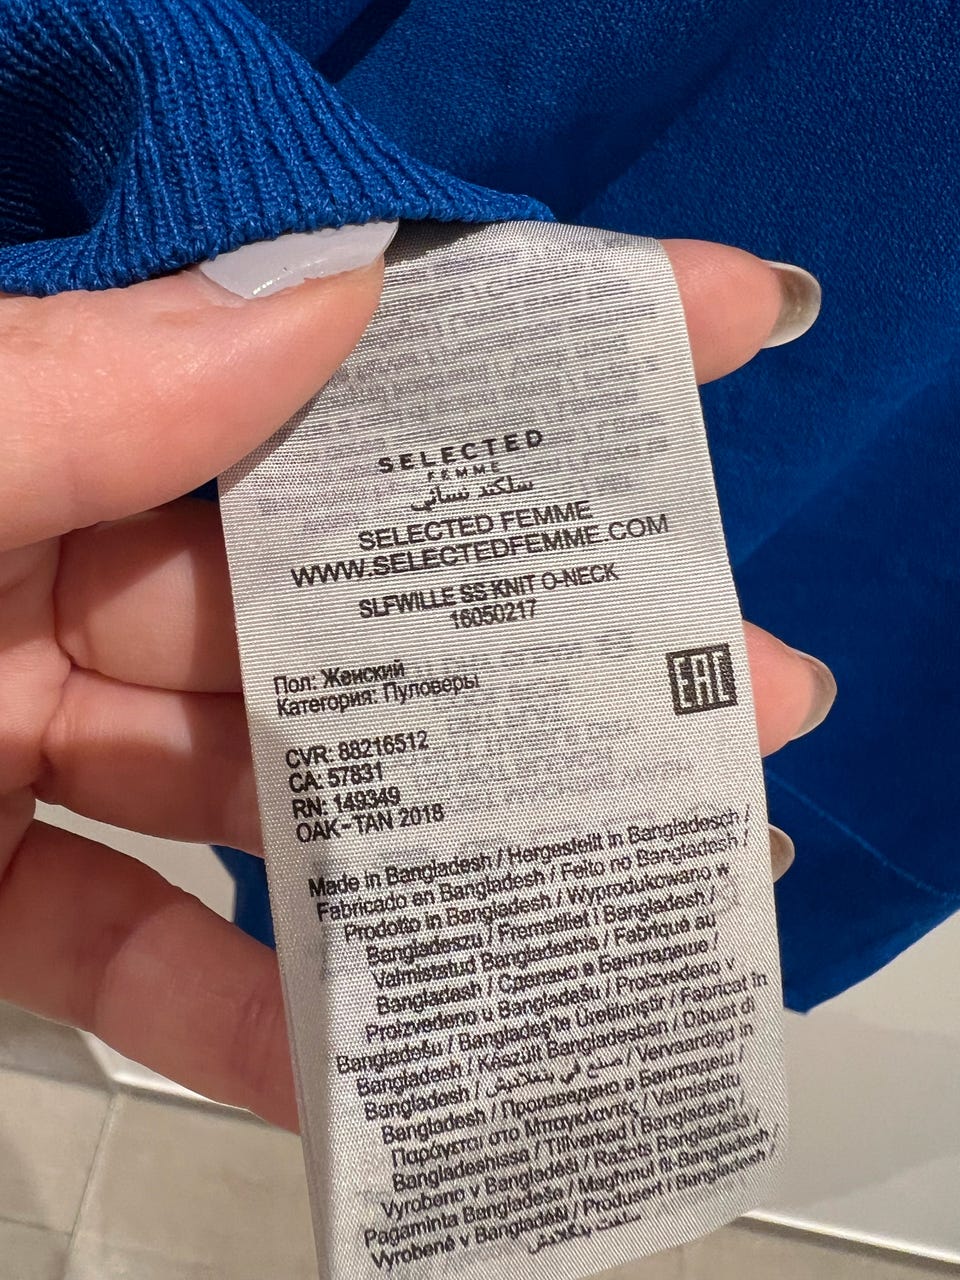 SELECTED
FEMME
سلكتد نسائي
SELECTED FEMME
WWW.SELECTEDFEMME.COM
SLFWILLE SS KNIT O-NECK
16050217
Пол: Женский
Категория: Пуловеры
EAC
CVR: 88216512
CA: 57831
RN: 149349
OAK-TAN 2018
Made in Bangladesh / Hergestellt in Bangladesch /
Fabricado en Bangladesh / Feito no Bangladesh /
Prodotto in Bangladesh / Wyprodukowano w
Bangladeszu / Fremstillet i Bangladesh /
Valmistatud Bangladeshis / Fabriqué au
Bangladesh / Сделано в Бангладеше /
Proizvedeno u Bangladešu / Proizvedeno v
Bangladešu / Bangladeş'te Üretilmiştir / Fabricat în
Bangladesh / Készült Bangladesben / Dibuat di
Bangladesh / صنع في بنغلاديش / Vervaardigd in
Bangladesh / Произведено в Бангладеш /
Παράγεται στο Μπαγκλαντές / Valmistettu
Bangladeshissa / Tillverkad i Bangladesh /
Vyrobeno v Bangladéši / Ražots Bangladešā /
Pagaminta Bangladeše / Magħmul fil-Bangladesh /
Vyrobené v Bangladéši / Produsert i Bangladesh /
ساخت بنگلادش